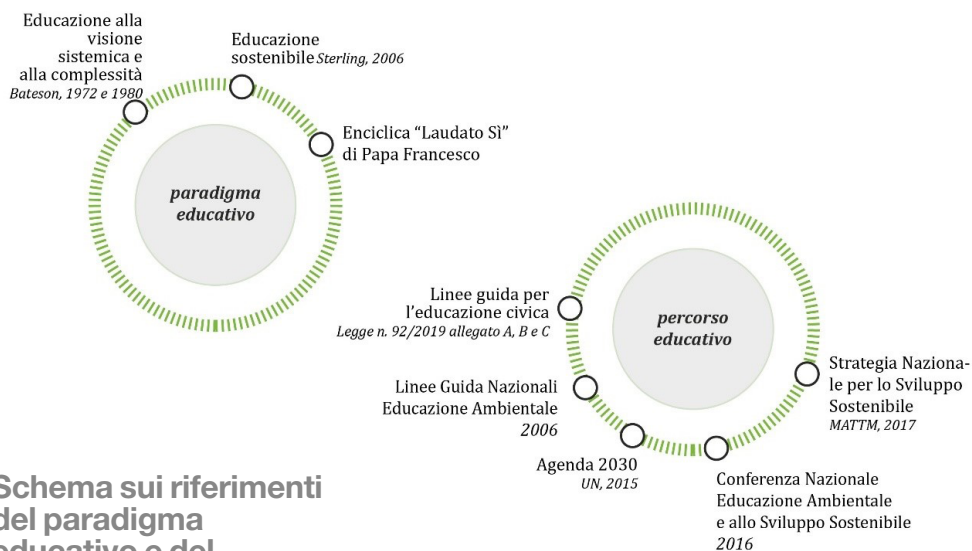 Educazione alla
visione
sistemica e
alla complessità
Bateson, 1972 e 1980
Educazione
sostenibile Sterling, 2006
Enciclica “Laudato Sì”
di Papa Francesco
paradigma
educativo
Linee guida per
l’educazione civica
Legge n. 92/2019 allegato A, B e C
Linee Guida Nazionali
Educazione Ambientale
2006
Agenda 2030
UN, 2015
percorso
educativo
Strategia Naziona-
le per lo Sviluppo
Sostenibile
MATTM, 2017
Conferenza Nazionale
Educazione Ambientale
e allo Sviluppo Sostenibile
2016
Schema sui riferimenti
del paradigma
educativo e del